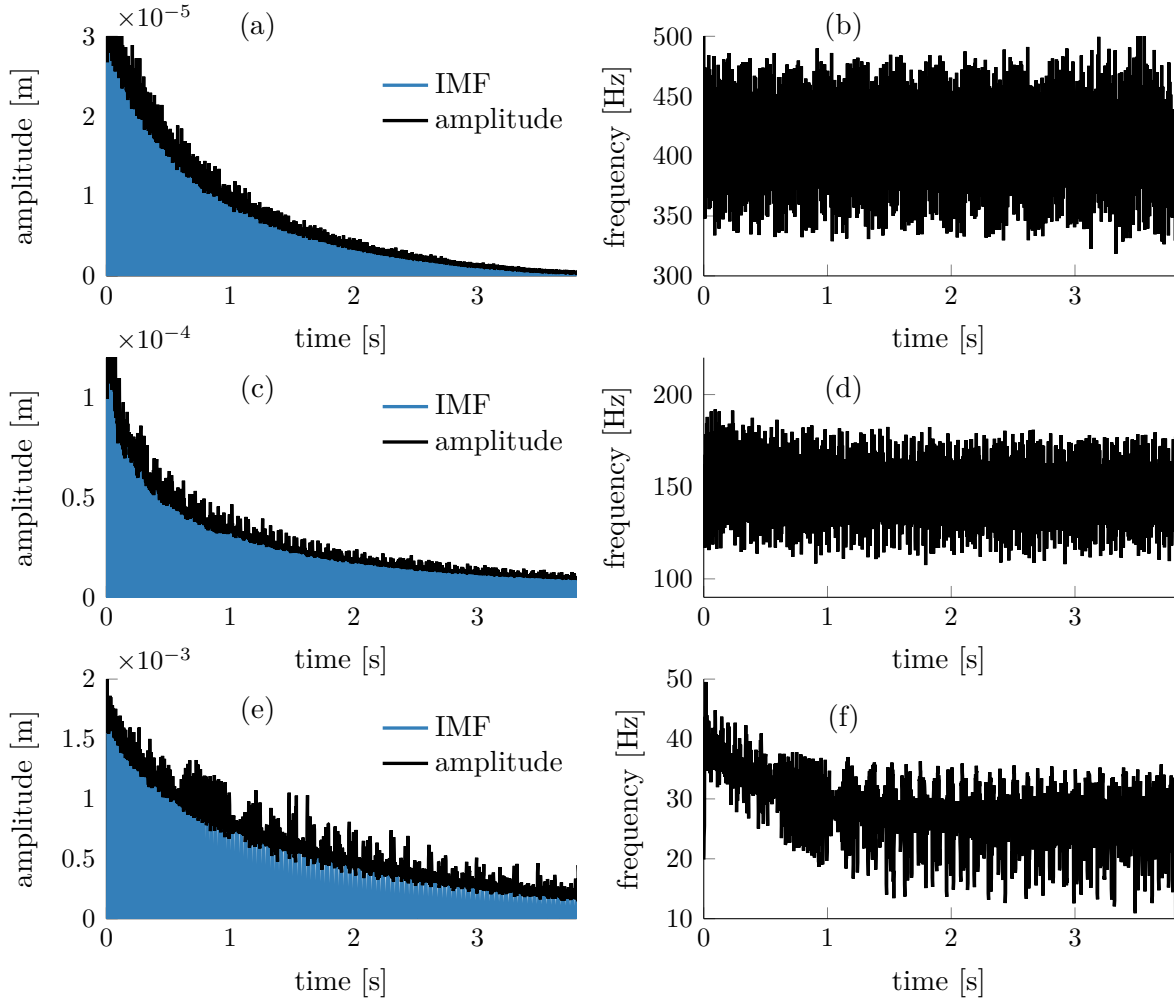 ×10⁻⁵
(a)
3
2
1
0
amplitude [m]
IMF
amplitude
0 1 2 3
time [s]
(b)
500
450
400
350
300
frequency [Hz]
0 1 2 3
time [s]
×10⁻⁴
(c)
1
0.5
0
amplitude [m]
IMF
amplitude
0 1 2 3
time [s]
(d)
200
150
100
frequency [Hz]
0 1 2 3
time [s]
×10⁻³
(e)
2
1.5
1
0.5
0
amplitude [m]
IMF
amplitude
0 1 2 3
time [s]
(f)
50
40
30
20
10
frequency [Hz]
0 1 2 3
time [s]